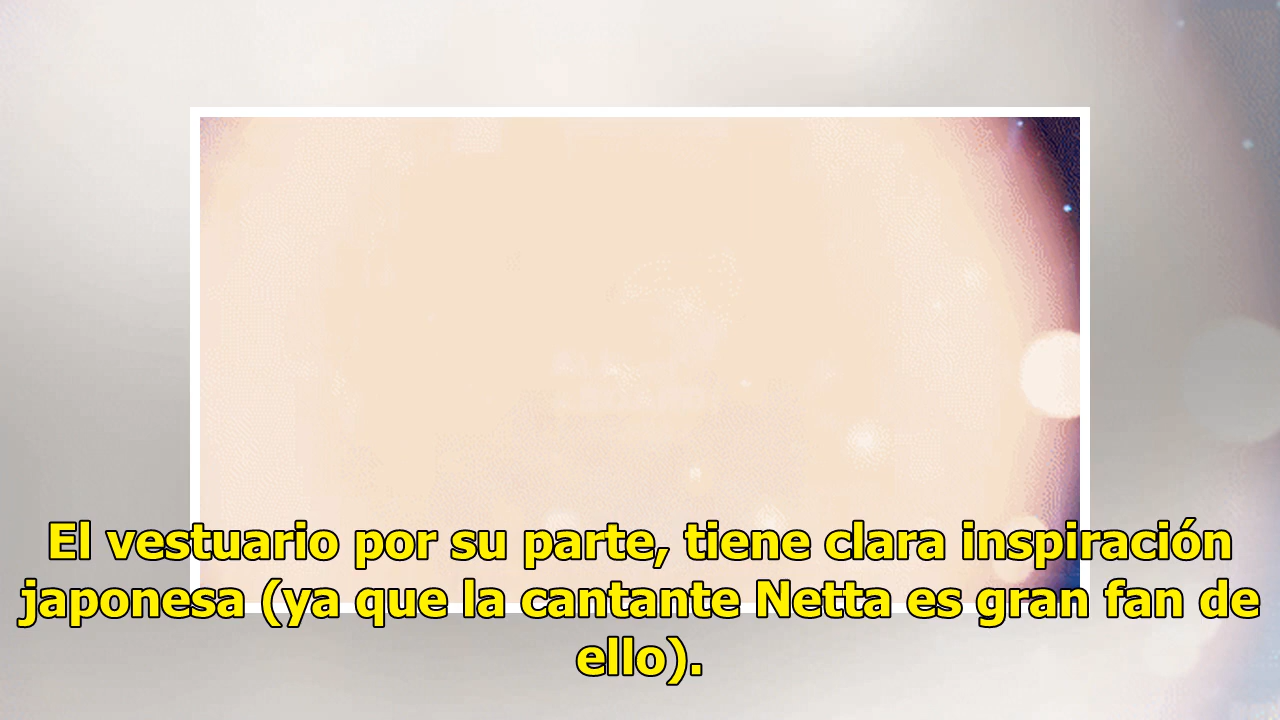 El vestuario por su parte, tiene clara inspiración
japonesa (ya que la cantante Netta es gran fan de
ello).